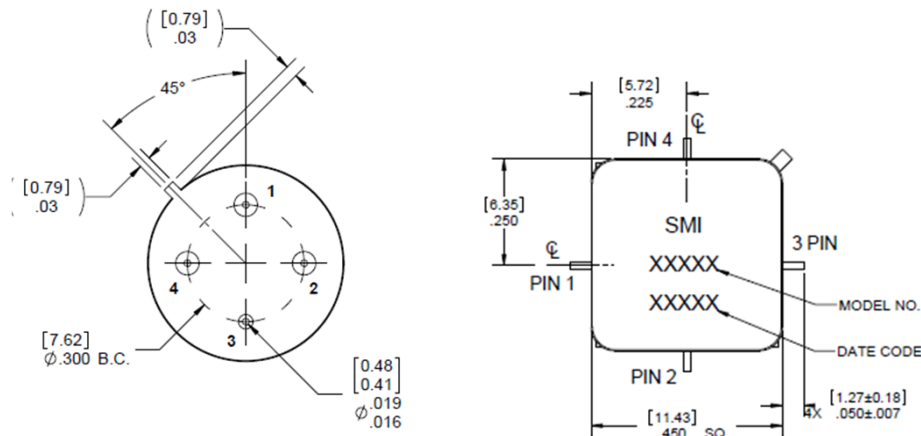 [0.79]
.03
45°
[0.79]
.03
1
4
2
3
[7.62]
Ø.300 B.C.
[0.48]
[0.41]
Ø.019
.016
[5.72]
.225
℄
PIN 4
[6.35]
.250
SMI
℄
3 PIN
PIN 1
XXXXX
XXXXX
MODEL NO.
DATE CODE
PIN 2
[11.43]
.450 SQ
4X [1.27±0.18]
.050±.007